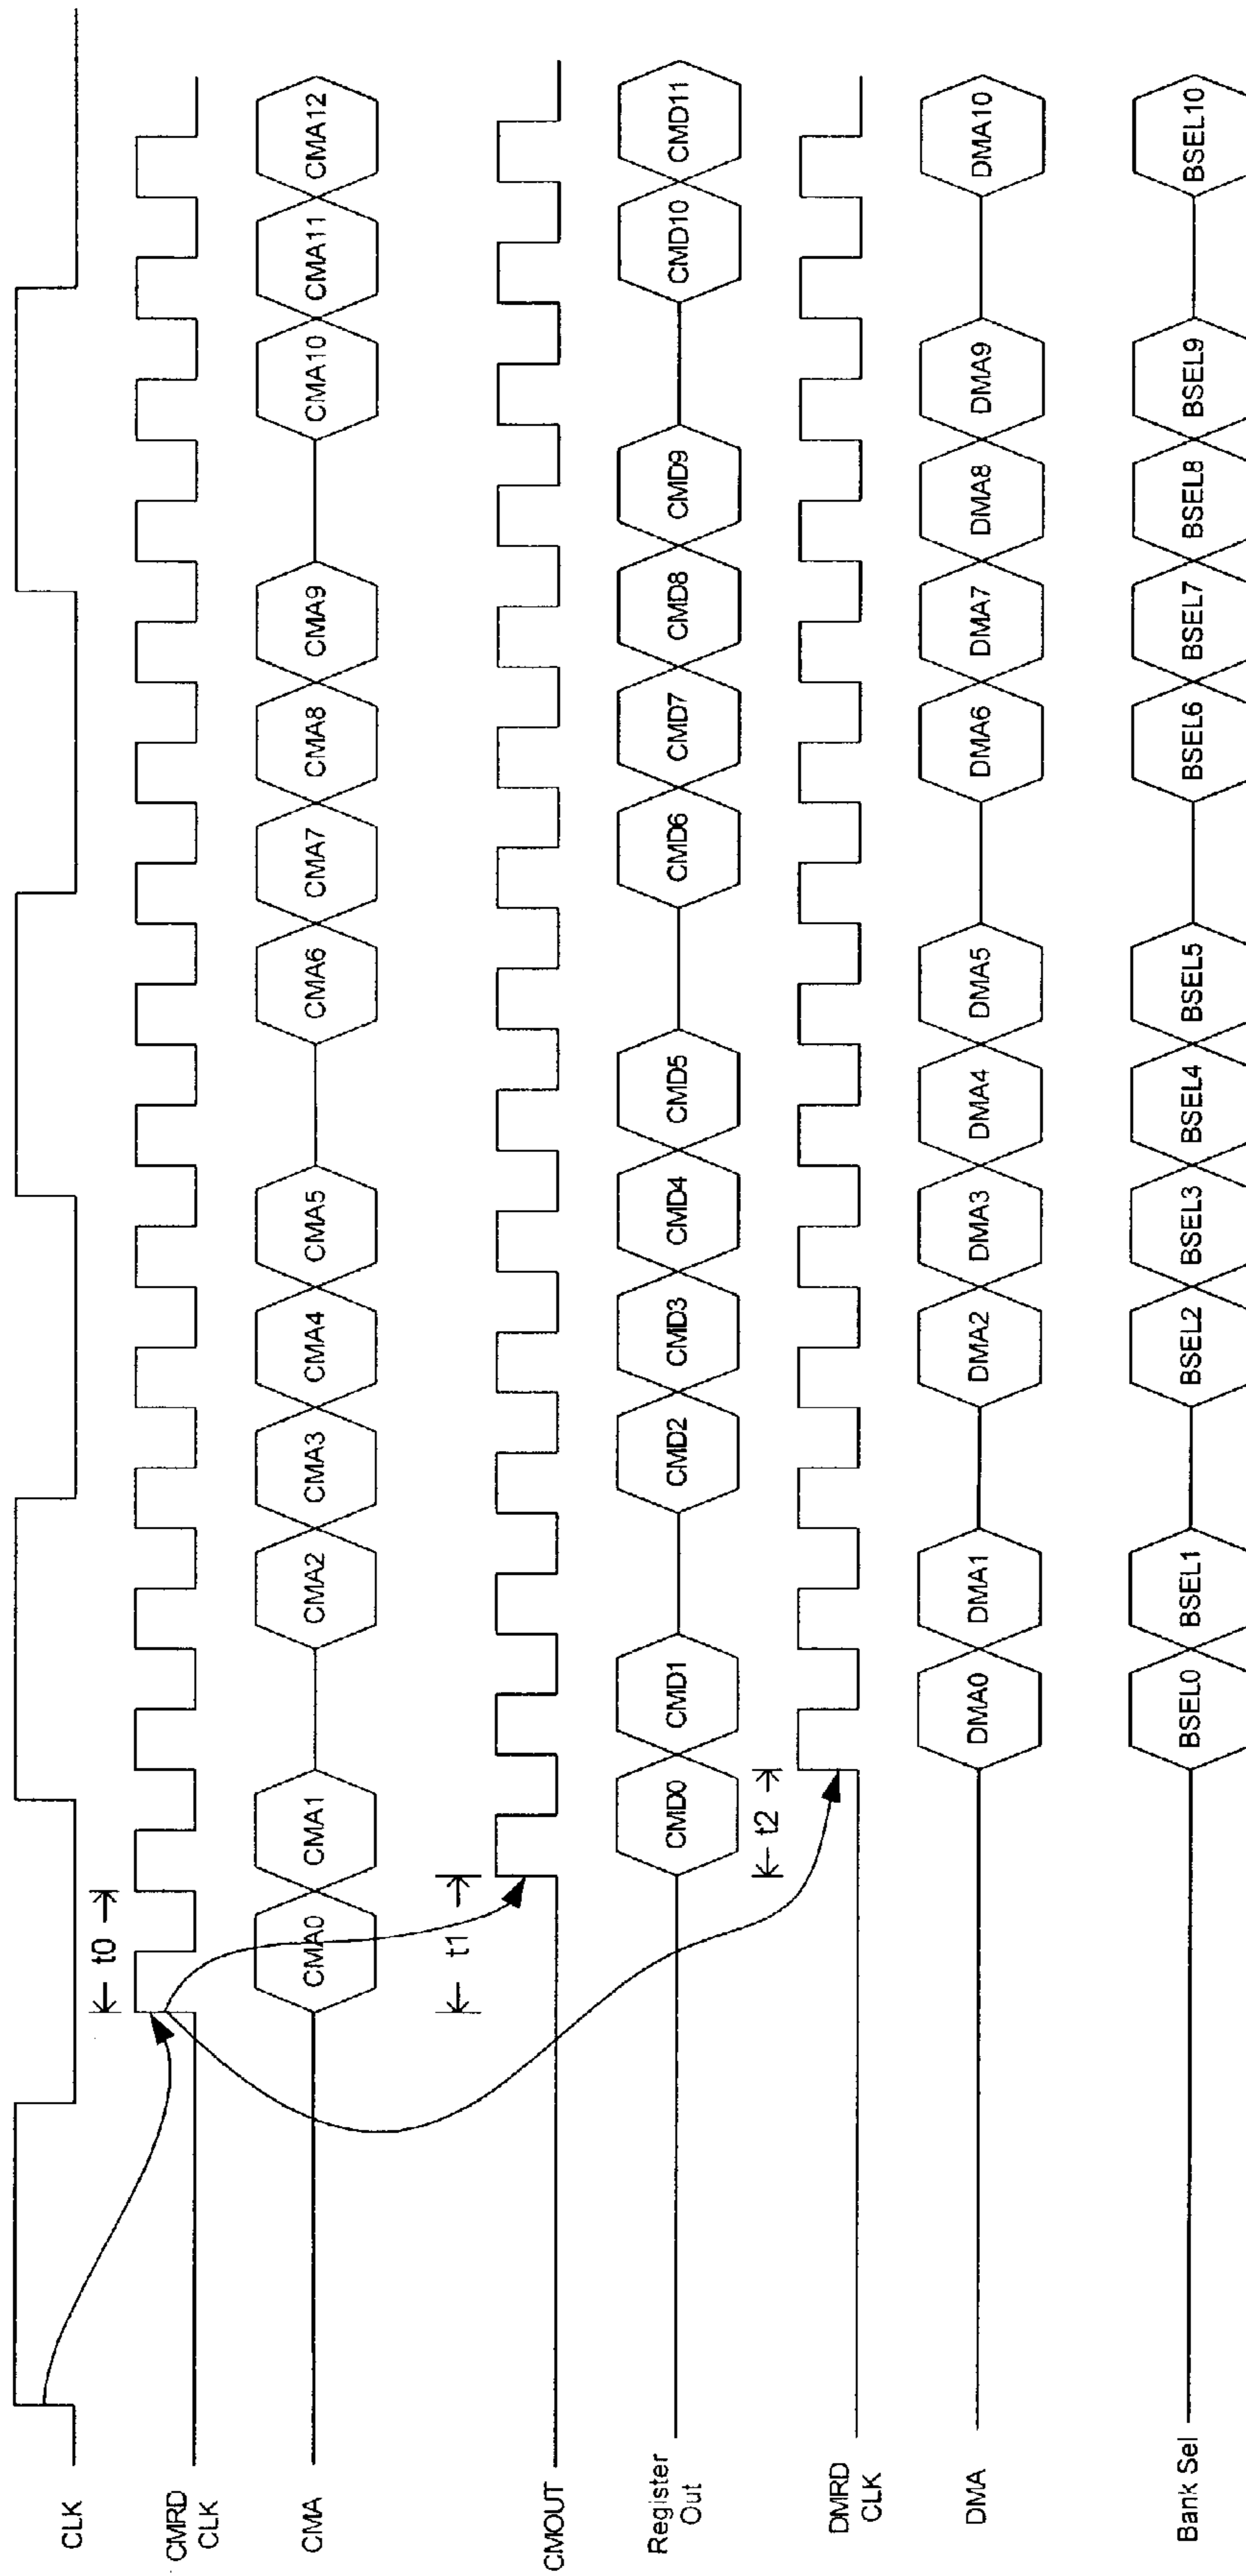 CLK
CMRD
CLK
t0
CMA
CMA0
CMA1
CMA2
CMA3
CMA4
CMA5
CMA6
CMA7
CMA8
CMA9
CMA10
CMA11
CMA12
t1
CMOUT
Register
Out
CMD0
CMD1
CMD2
CMD3
CMD4
CMD5
CMD6
CMD7
CMD8
CMD9
CMD10
CMD11
t2
DMRD
CLK
DMA
DMA0
DMA1
DMA2
DMA3
DMA4
DMA5
DMA6
DMA7
DMA8
DMA9
DMA10
Bank Sel
BSEL0
BSEL1
BSEL2
BSEL3
BSEL4
BSEL5
BSEL6
BSEL7
BSEL8
BSEL9
BSEL10